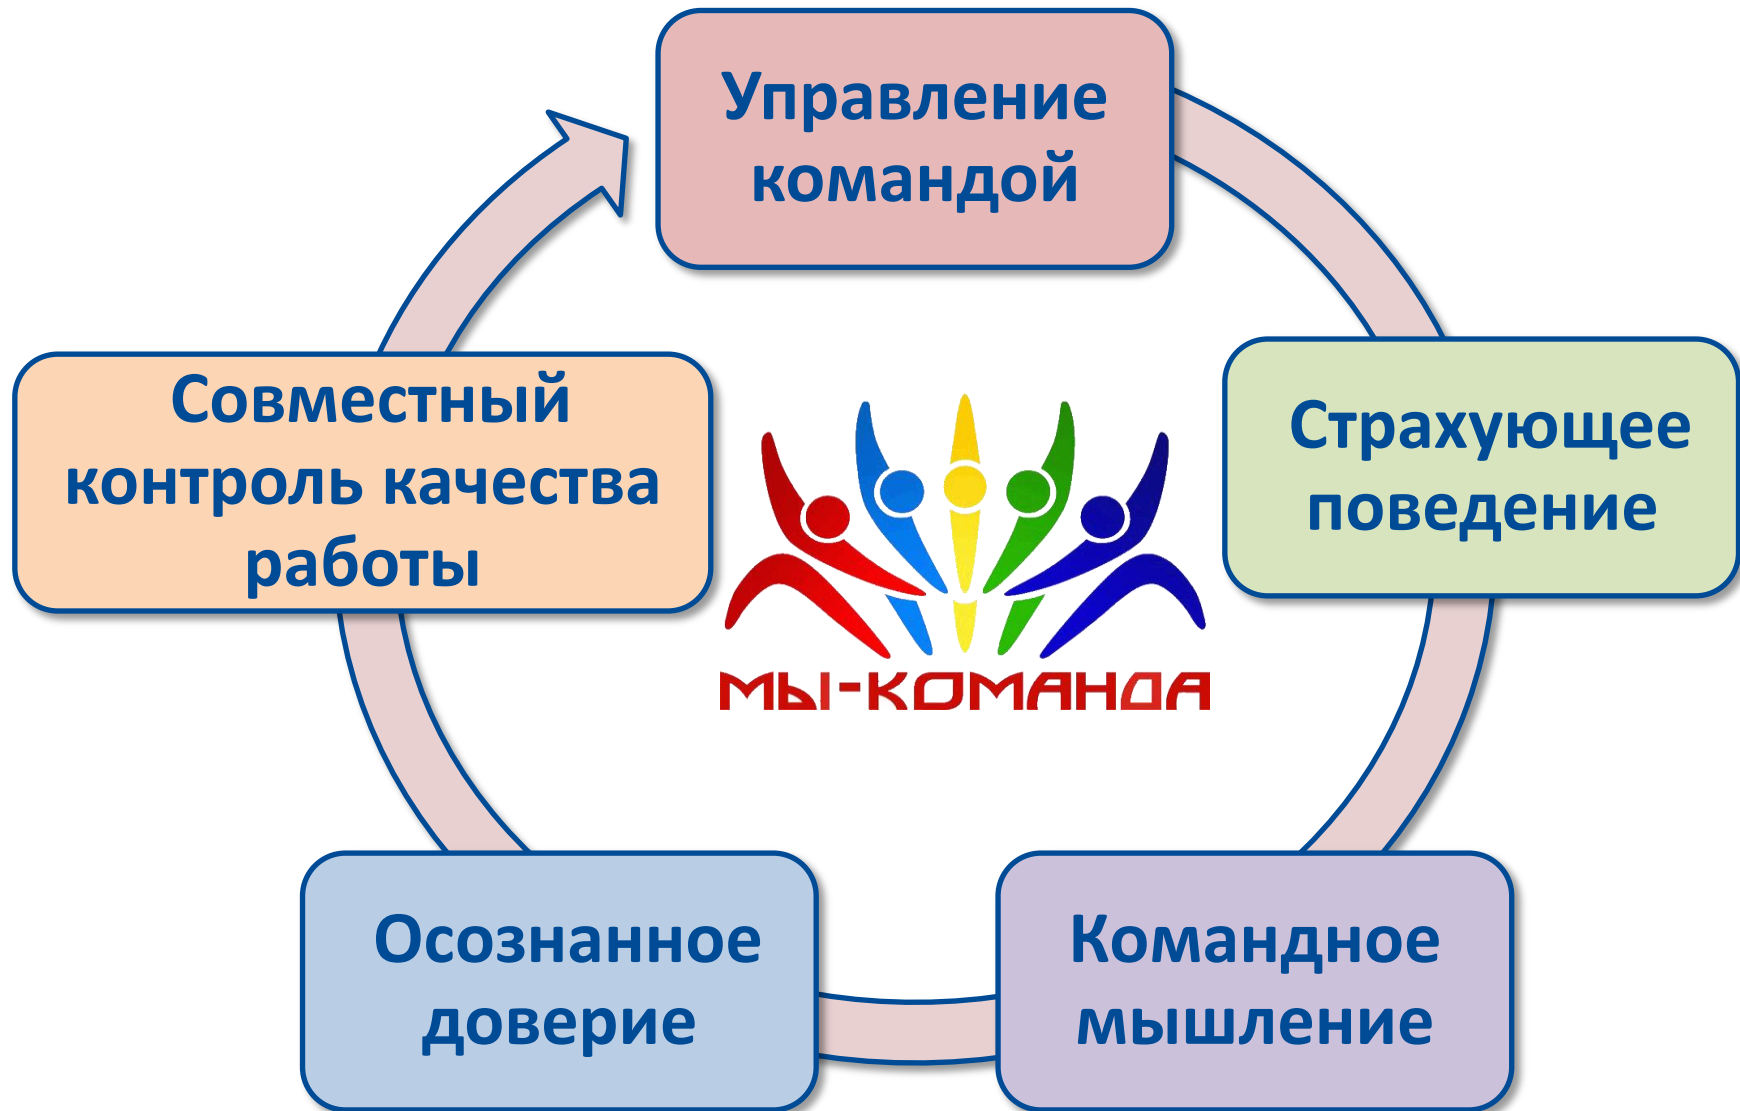 Управление
командой
Страхующее
поведение
Командное
мышление
Осознанное
доверие
Совместный
контроль качества
работы
МЫ-КОМАНДА